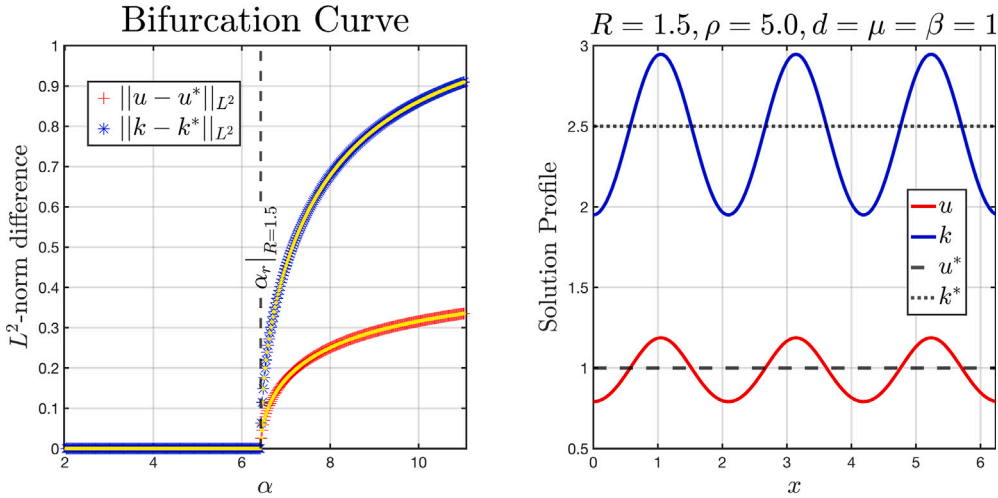 Bifurcation Curve
1
0.9
0.8
0.7
0.6
0.5
0.4
0.3
0.2
0.1
0
L²-norm difference
||u − u*||_{L²}
||k − k*||_{L²}
α_r|_{R=1.5}
2 4 6 8 10
α
R = 1.5, ρ = 5.0, d = μ = β = 1
3
2.5
2
1.5
1
0.5
Solution Profile
u
k
u*
k*
0 1 2 3 4 5 6
x